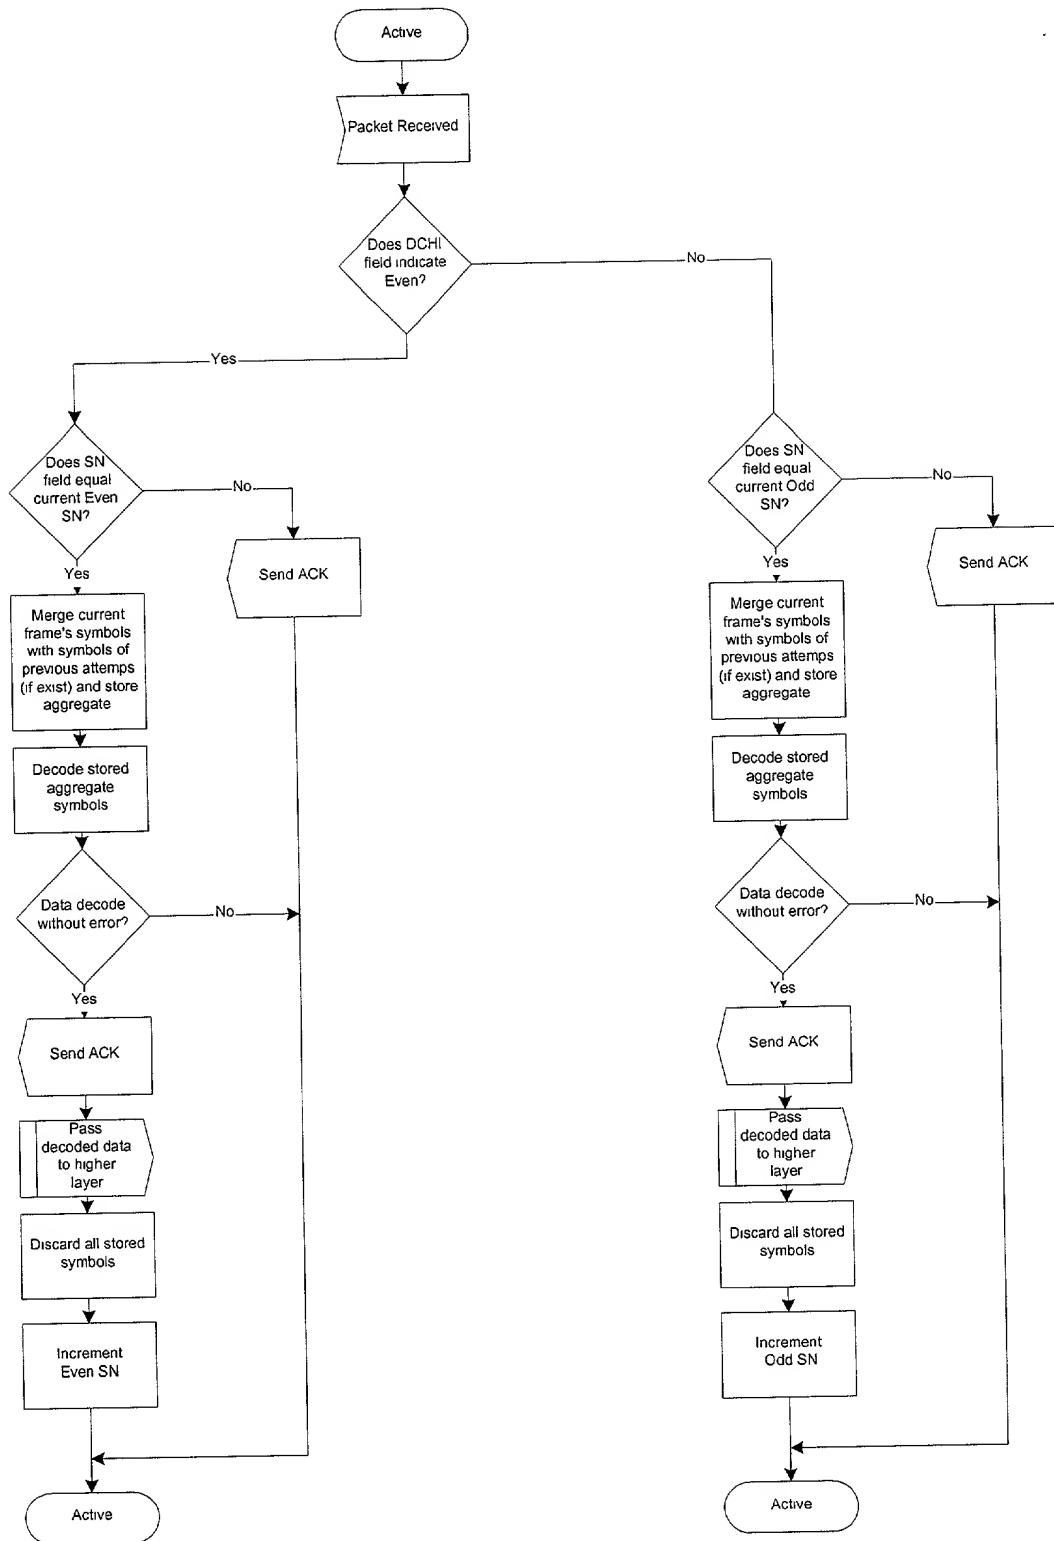 Active
Packet Received
Does DCHI
field indicate
Even?
No
Yes
Does SN
field equal
current Even
SN?
No
Send ACK
Yes
Merge current
frame's symbols
with symbols of
previous attemps
(if exist) and store
aggregate
Decode stored
aggregate
symbols
Data decode
without error?
No
Yes
Send ACK
Pass
decoded data
to higher
layer
Discard all stored
symbols
Increment
Even SN
Active
Does SN
field equal
current Odd
SN?
No
Send ACK
Yes
Merge current
frame's symbols
with symbols of
previous attemps
(if exist) and store
aggregate
Decode stored
aggregate
symbols
Data decode
without error?
No
Yes
Send ACK
Pass
decoded data
to higher
layer
Discard all stored
symbols
Increment
Odd SN
Active